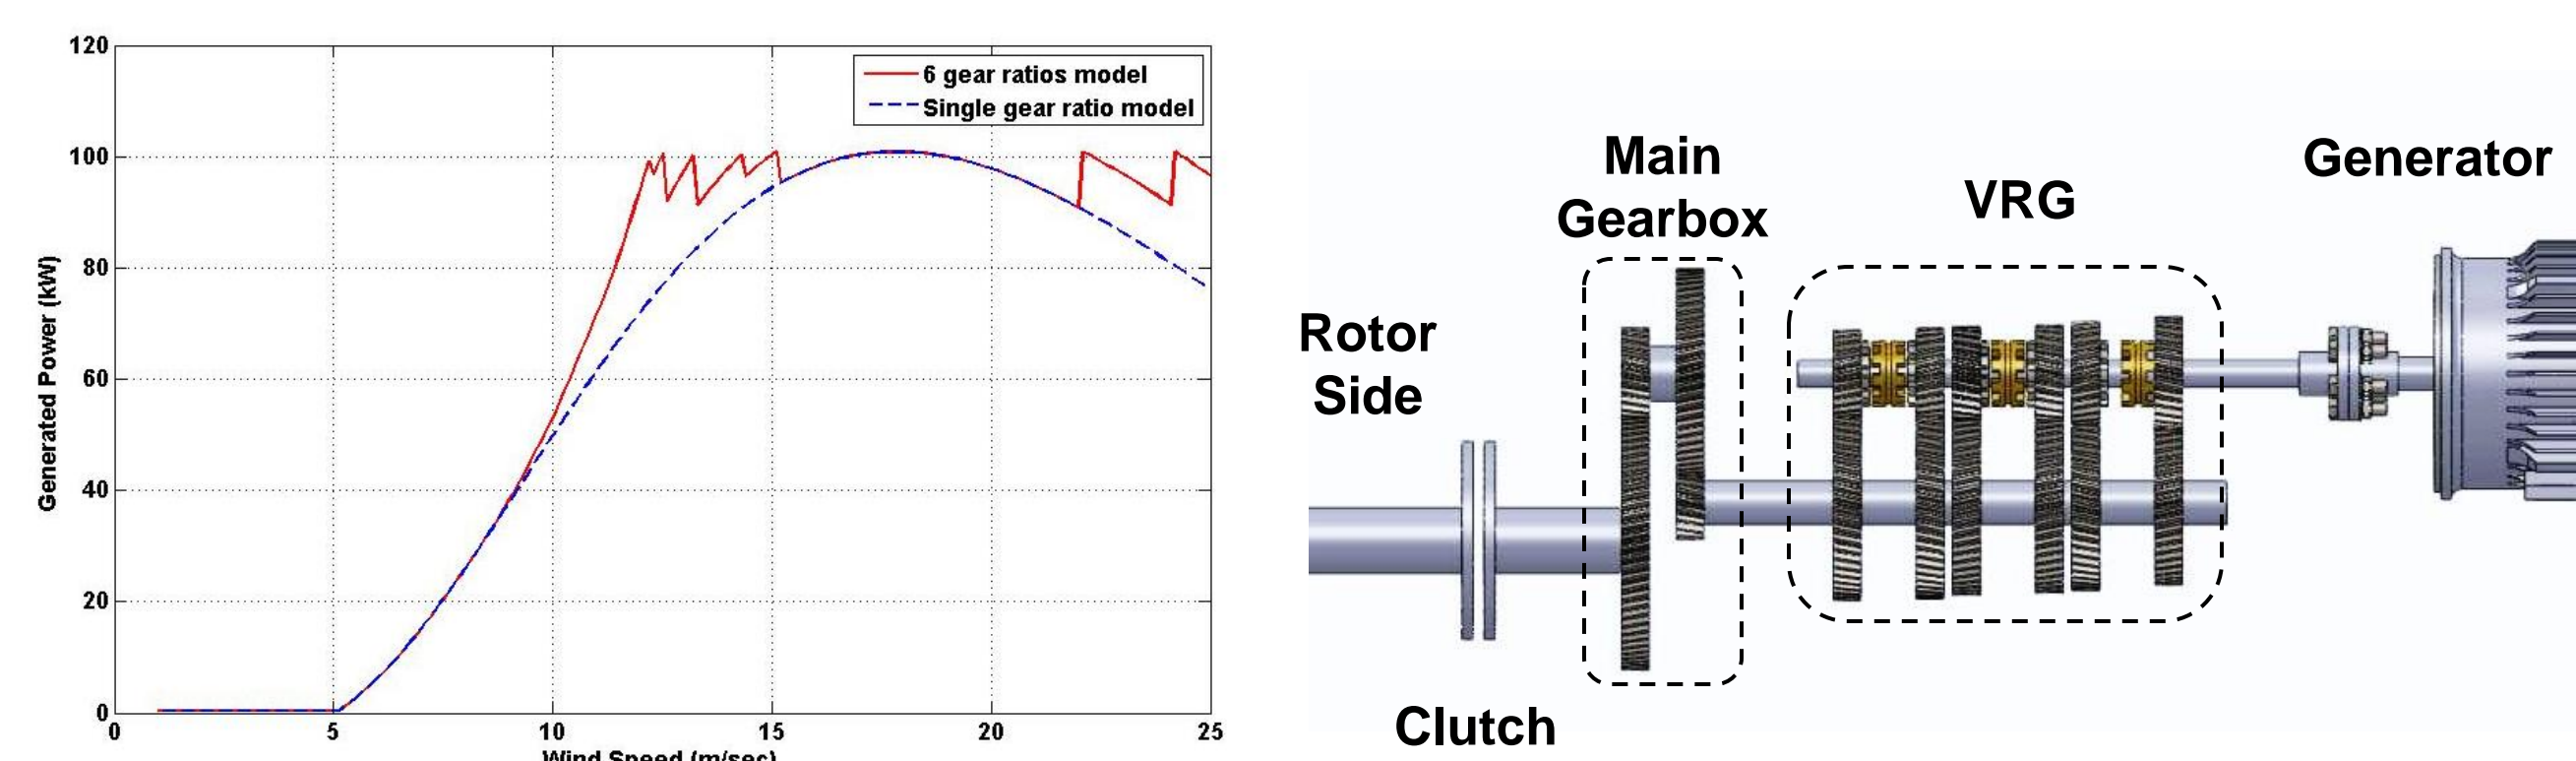 120
100
80
60
40
20
0
Generated Power (kW)
6 gear ratios model
Single gear ratio model
0 5 10 15 20 25
Wind Speed (m/sec)
Main
Gearbox
VRG
Generator
Rotor
Side
Clutch